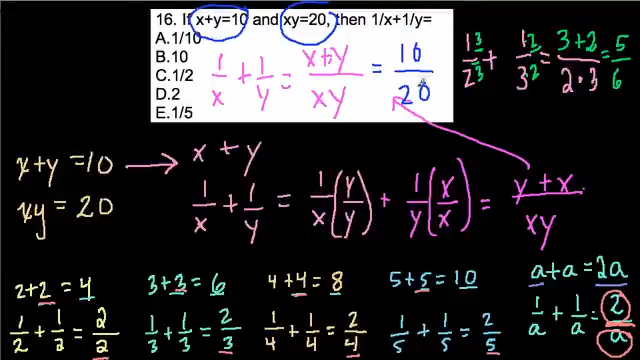 16. If x+y=10 and xy=20, then 1/x+1/y=
A.1/10
B.10
C.1/2
D.2
E.1/5
1/x + 1/y = x+y/xy = 10/20
1/2 3/3 + 1/3 2/2 = 3+2/2•3 = 5/6
x+y=10 → x+y
xy=20
1/x + 1/y = 1/x(y/y) + 1/y(x/x) = y+x/xy
2+2=4
1/2+1/2=2/2
3+3=6
1/3+1/3=2/3
4+4=8
1/4+1/4=2/4
5+5=10
1/5+1/5=2/5
a+a=2a
1/a+1/a=2/a